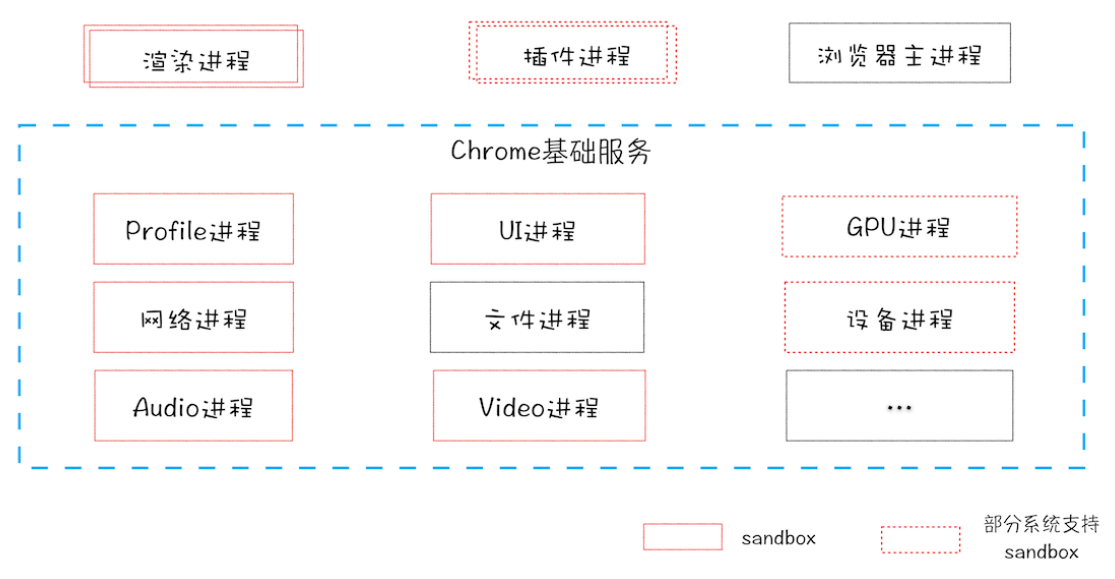 渲染进程
插件进程
浏览器主进程
Chrome基础服务
Profile进程
UI进程
GPU进程
网络进程
文件进程
设备进程
Audio进程
Video进程
...
sandbox
部分系统支持
sandbox